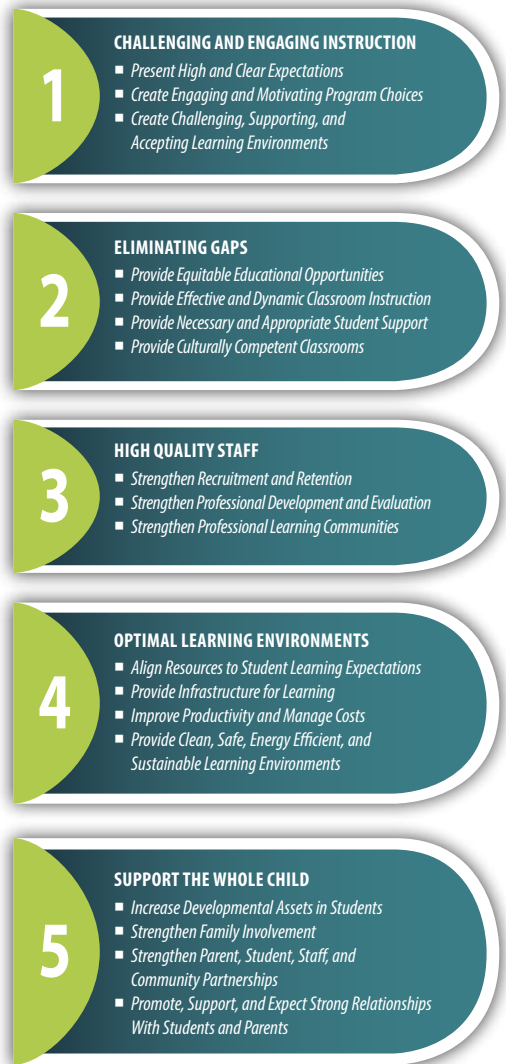 1
CHALLENGING AND ENGAGING INSTRUCTION
■ Present High and Clear Expectations
■ Create Engaging and Motivating Program Choices
■ Create Challenging, Supporting, and
Accepting Learning Environments
2
ELIMINATING GAPS
■ Provide Equitable Educational Opportunities
■ Provide Effective and Dynamic Classroom Instruction
■ Provide Necessary and Appropriate Student Support
■ Provide Culturally Competent Classrooms
3
HIGH QUALITY STAFF
■ Strengthen Recruitment and Retention
■ Strengthen Professional Development and Evaluation
■ Strengthen Professional Learning Communities
4
OPTIMAL LEARNING ENVIRONMENTS
■ Align Resources to Student Learning Expectations
■ Provide Infrastructure for Learning
■ Improve Productivity and Manage Costs
■ Provide Clean, Safe, Energy Efficient, and
Sustainable Learning Environments
5
SUPPORT THE WHOLE CHILD
■ Increase Developmental Assets in Students
■ Strengthen Family Involvement
■ Strengthen Parent, Student, Staff, and
Community Partnerships
■ Promote, Support, and Expect Strong Relationships
With Students and Parents